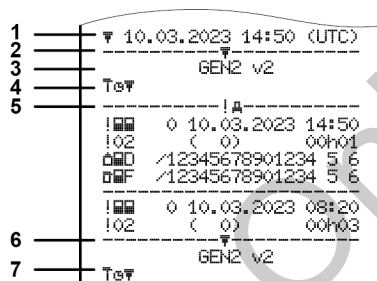 1 ▼ 10.03.2023 14:50 (UTC)
2 ----------▼----------
3 GEN2 v2
4 T◷▼
5 ----------!A----------
!■■ 0 10.03.2023 14:50
!02 ( 0) 00h01
D /12345678901234 5 6
F /12345678901234 5 6
!■■ 0 10.03.2023 08:20
!02 ( 0) 00h03
6 ----------▼----------
GEN2 v2
7 T◷▼